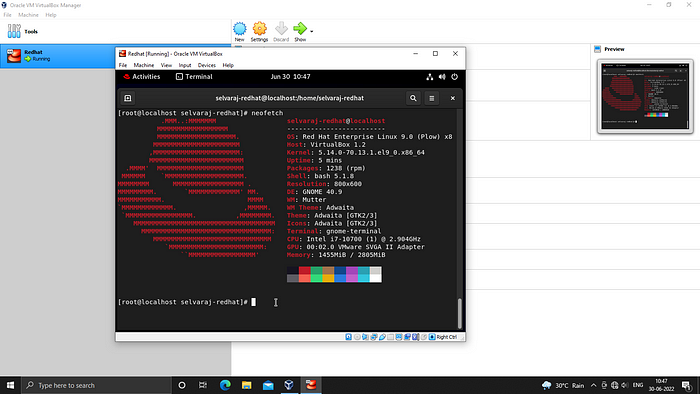 Oracle VM VirtualBox Manager
File Machine Help
Tools
New Settings Discard Show
Redhat
Running
Preview
Redhat [Running] - Oracle VM VirtualBox
File Machine View Input Devices Help
Activities Terminal Jun 30 10:47
selvaraj-redhat@localhost:/home/selvaraj-redhat
[root@localhost selvaraj-redhat]# neofetch
selvaraj-redhat@localhost
-------------------------
OS: Red Hat Enterprise Linux 9.0 (Plow) x8
Host: VirtualBox 1.2
Kernel: 5.14.0-70.13.1.el9_0.x86_64
Uptime: 5 mins
Packages: 1238 (rpm)
Shell: bash 5.1.8
Resolution: 800x600
DE: GNOME 40.9
WM: Mutter
WM Theme: Adwaita
Theme: Adwaita [GTK2/3]
Icons: Adwaita [GTK2/3]
Terminal: gnome-terminal
CPU: Intel i7-10700 (1) @ 2.904GHz
GPU: 00:02.0 VMware SVGA II Adapter
Memory: 1455MiB / 2805MiB
[root@localhost selvaraj-redhat]#
Right Ctrl
Type here to search
30°C Rain
10:47
30-06-2022